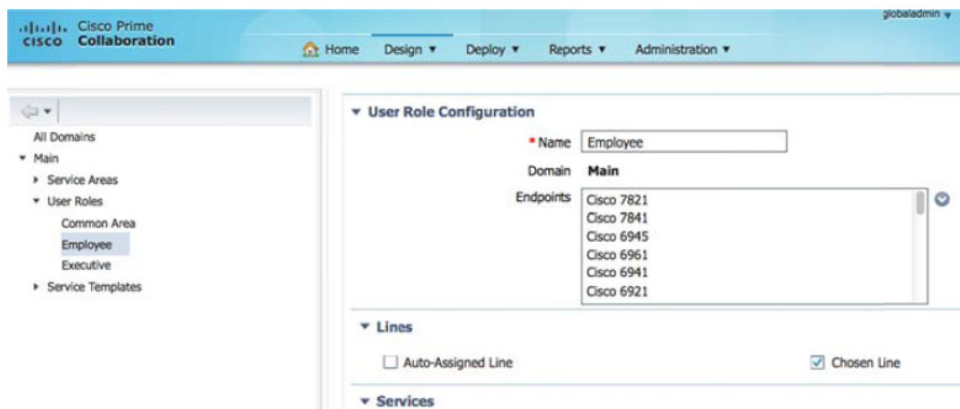 globaladmin
Cisco Prime
CISCO Collaboration
Home Design Deploy Reports Administration
All Domains
Main
Service Areas
User Roles
Common Area
Employee
Executive
Service Templates
User Role Configuration
* Name Employee
Domain Main
Endpoints Cisco 7821
Cisco 7841
Cisco 6945
Cisco 6961
Cisco 6941
Cisco 6921
Lines
Auto-Assigned Line Chosen Line
Services